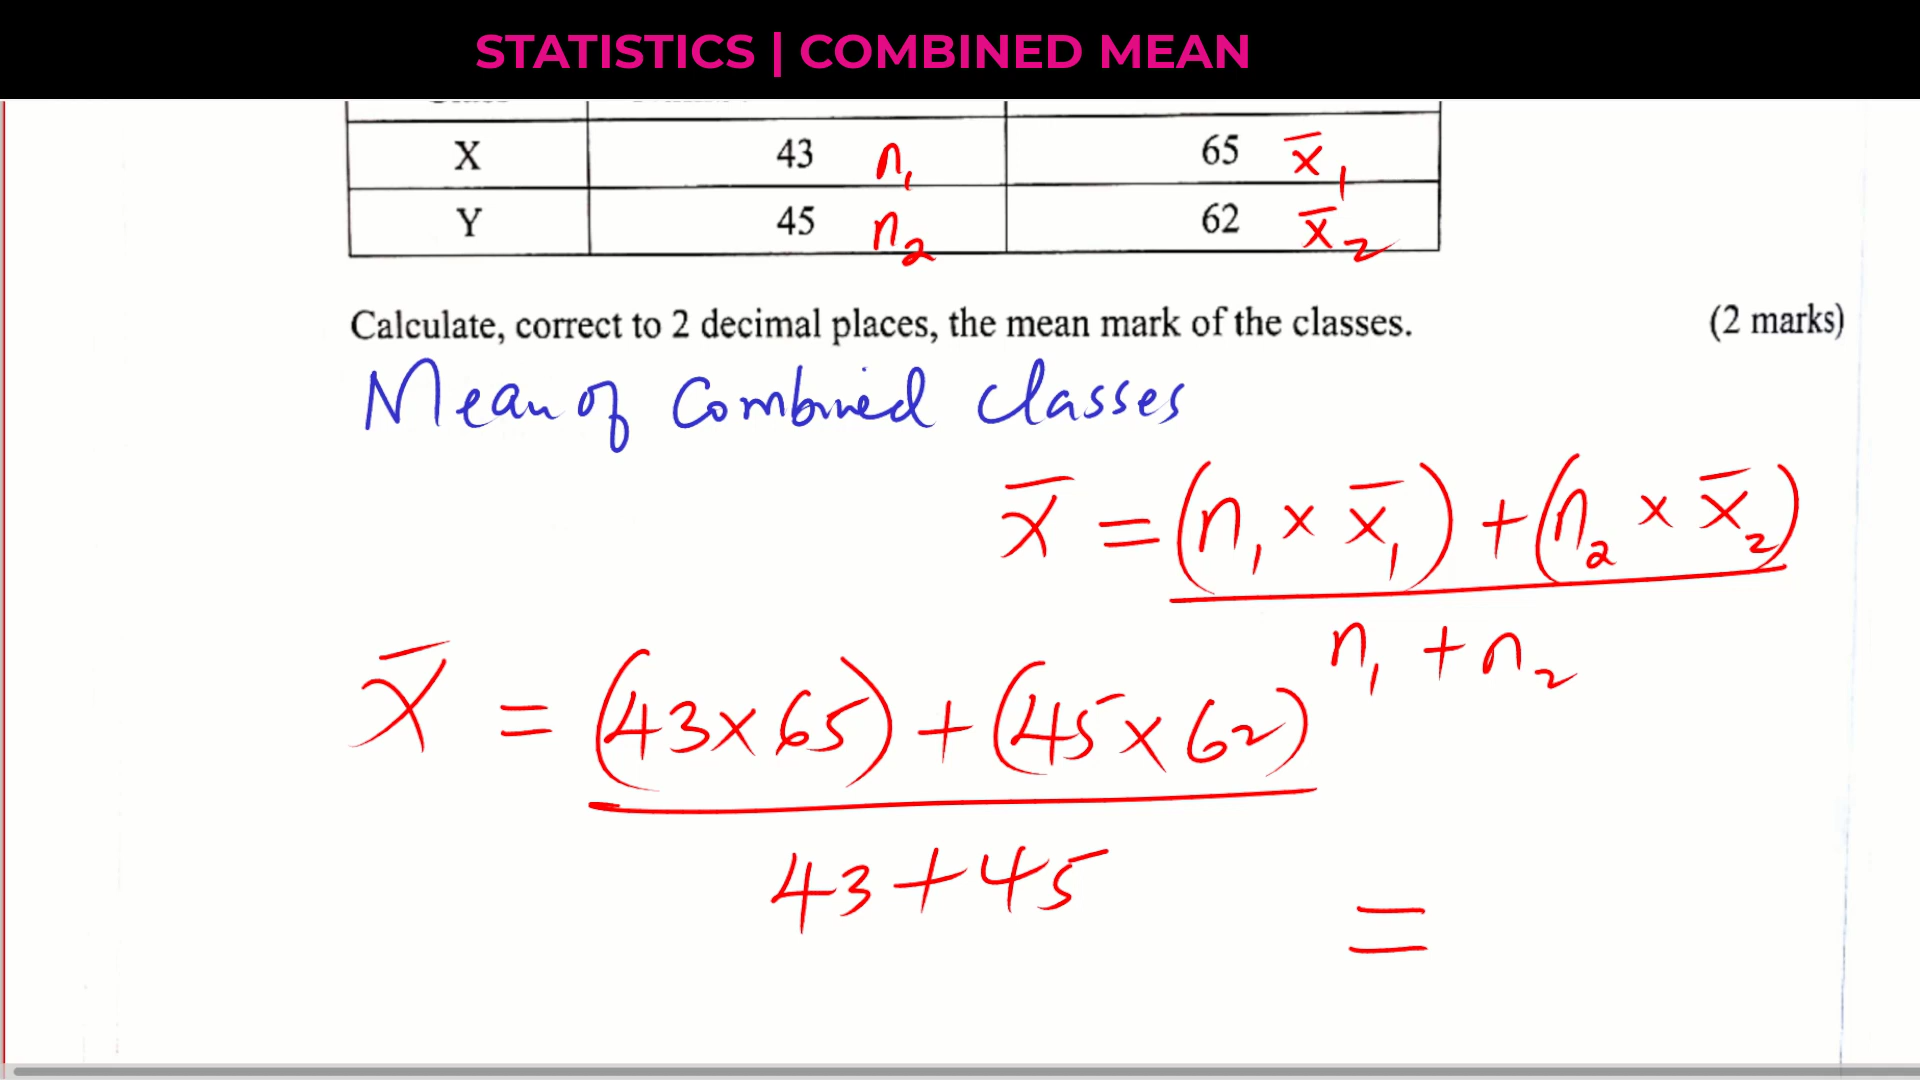 STATISTICS | COMBINED MEAN
X 43 n₁ 65 x̄₁
Y 45 n₂ 62 x̄₂
Calculate, correct to 2 decimal places, the mean mark of the classes. (2 marks)
Mean of Combined classes
x̄ = (n₁ × x̄₁) + (n₂ × x̄₂)
n₁ + n₂
x̄ = (43 × 65) + (45 × 62)
43 + 45
=